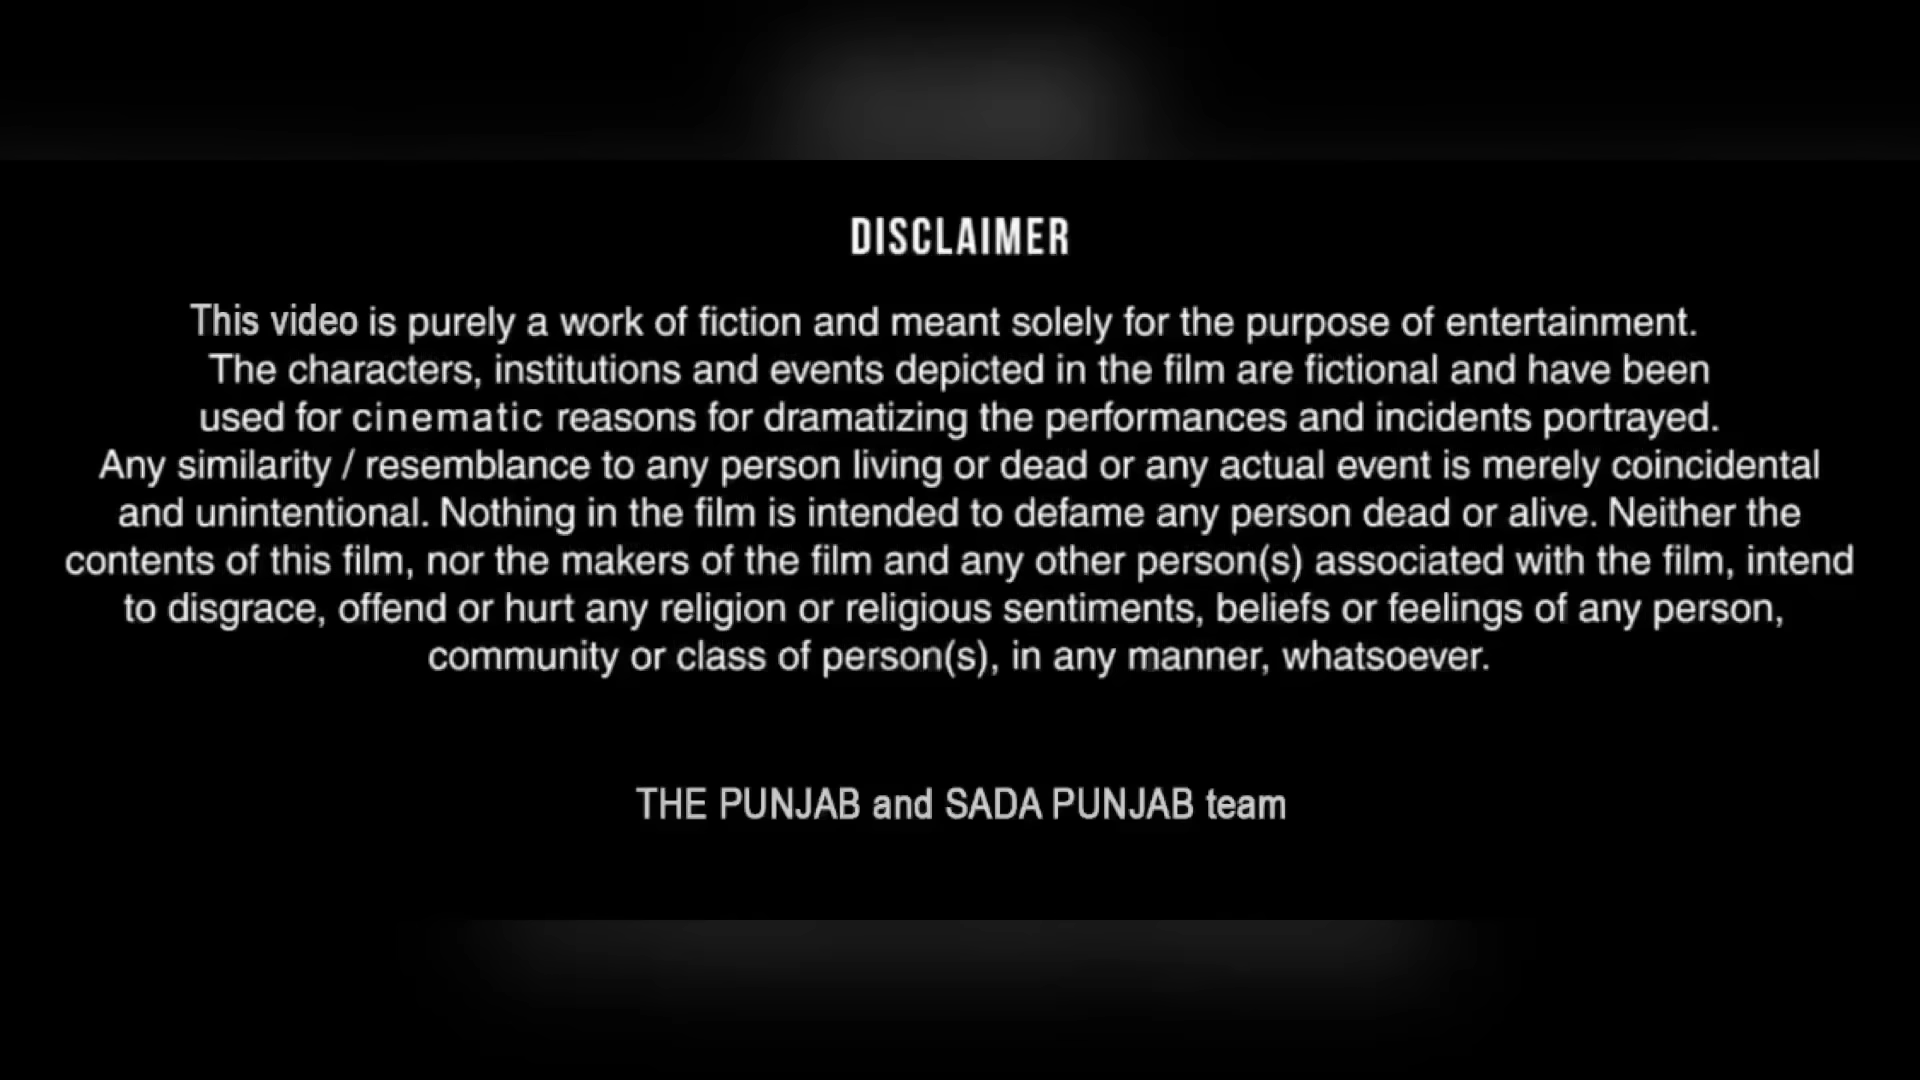 DISCLAIMER
This video is purely a work of fiction and meant solely for the purpose of entertainment.
The characters, institutions and events depicted in the film are fictional and have been
used for cinematic reasons for dramatizing the performances and incidents portrayed.
Any similarity / resemblance to any person living or dead or any actual event is merely coincidental
and unintentional. Nothing in the film is intended to defame any person dead or alive. Neither the
contents of this film, nor the makers of the film and any other person(s) associated with the film, intend
to disgrace, offend or hurt any religion or religious sentiments, beliefs or feelings of any person,
community or class of person(s), in any manner, whatsoever.
THE PUNJAB and SADA PUNJAB team